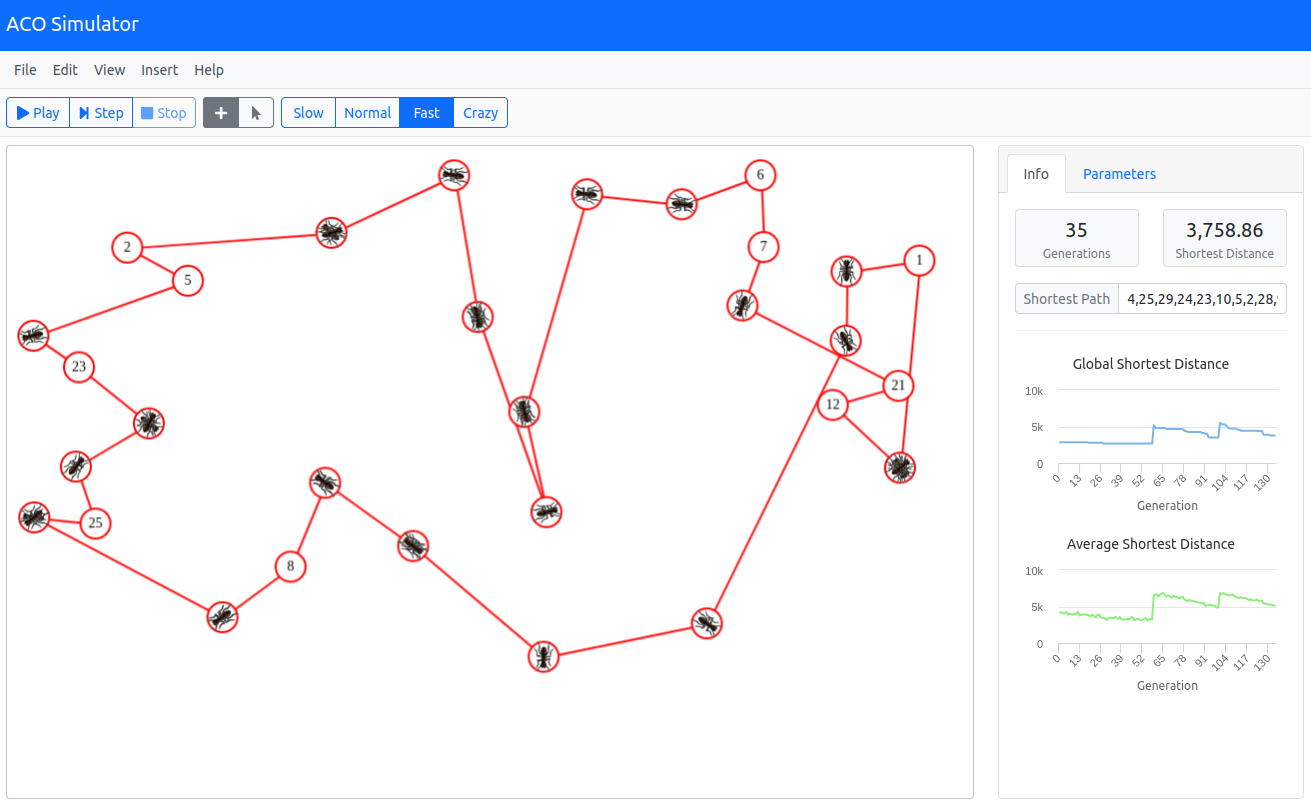 ACO Simulator
File Edit View Insert Help
Play Step Stop + Slow Normal Fast Crazy
Info Parameters
35
Generations
3,758.86
Shortest Distance
Shortest Path 4,25,29,24,23,10,5,2,28,
6
2
7
1
5
23
21
12
25
8
Global Shortest Distance
10k
5k
0
0 13 26 39 52 65 78 91 104 117 130
Generation
Average Shortest Distance
10k
5k
0
0 13 26 39 52 65 78 91 104 117 130
Generation